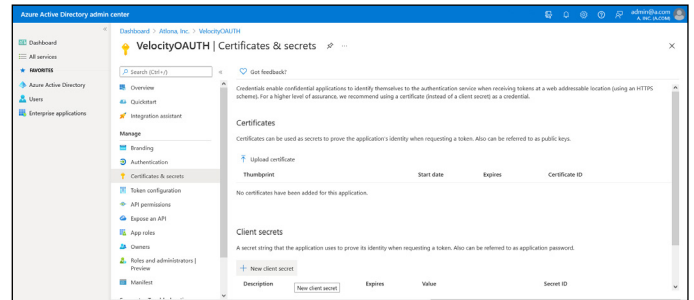 Azure Active Directory admin center
admin@a.com
A, INC. (A.COM)
Dashboard > Atlona, Inc. > VelocityOAUTH
Dashboard
All services
FAVORITES
Azure Active Directory
Users
Enterprise applications
VelocityOAUTH | Certificates & secrets
Search (Ctrl+/)
Overview
Quickstart
Integration assistant
Manage
Branding
Authentication
Certificates & secrets
Token configuration
API permissions
Expose an API
App roles
Owners
Roles and administrators |
Preview
Manifest
Got feedback?
Credentials enable confidential applications to identify themselves to the authentication service when receiving tokens at a web addressable location (using an HTTPS
scheme). For a higher level of assurance, we recommend using a certificate (instead of a client secret) as a credential.
Certificates
Certificates can be used as secrets to prove the application's identity when requesting a token. Also can be referred to as public keys.
Upload certificate
Thumbprint Start date Expires Certificate ID
No certificates have been added for this application.
Client secrets
A secret string that the application uses to prove its identity when requesting a token. Also can be referred to as application password.
New client secret
Description Expires Value Secret ID
New client secret